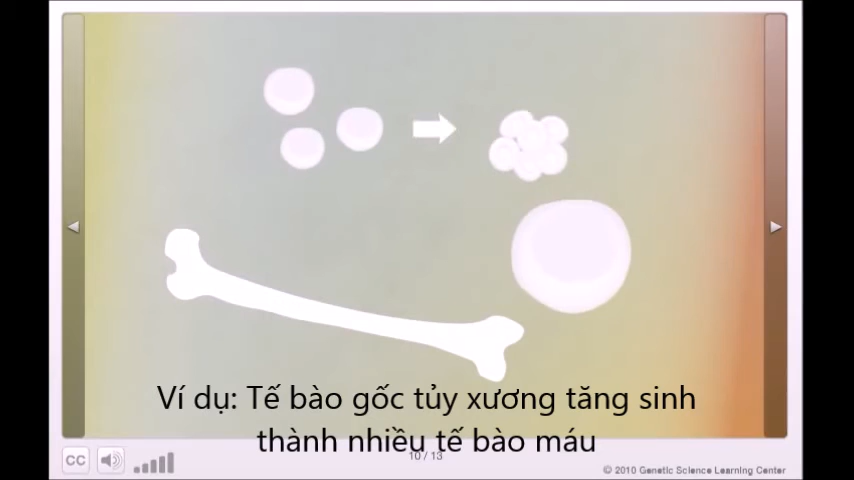 Ví dụ: Tế bào gốc tủy xương tăng sinh
thành nhiều tế bào máu
10 / 13
CC
© 2010 Genetic Science Learning Center